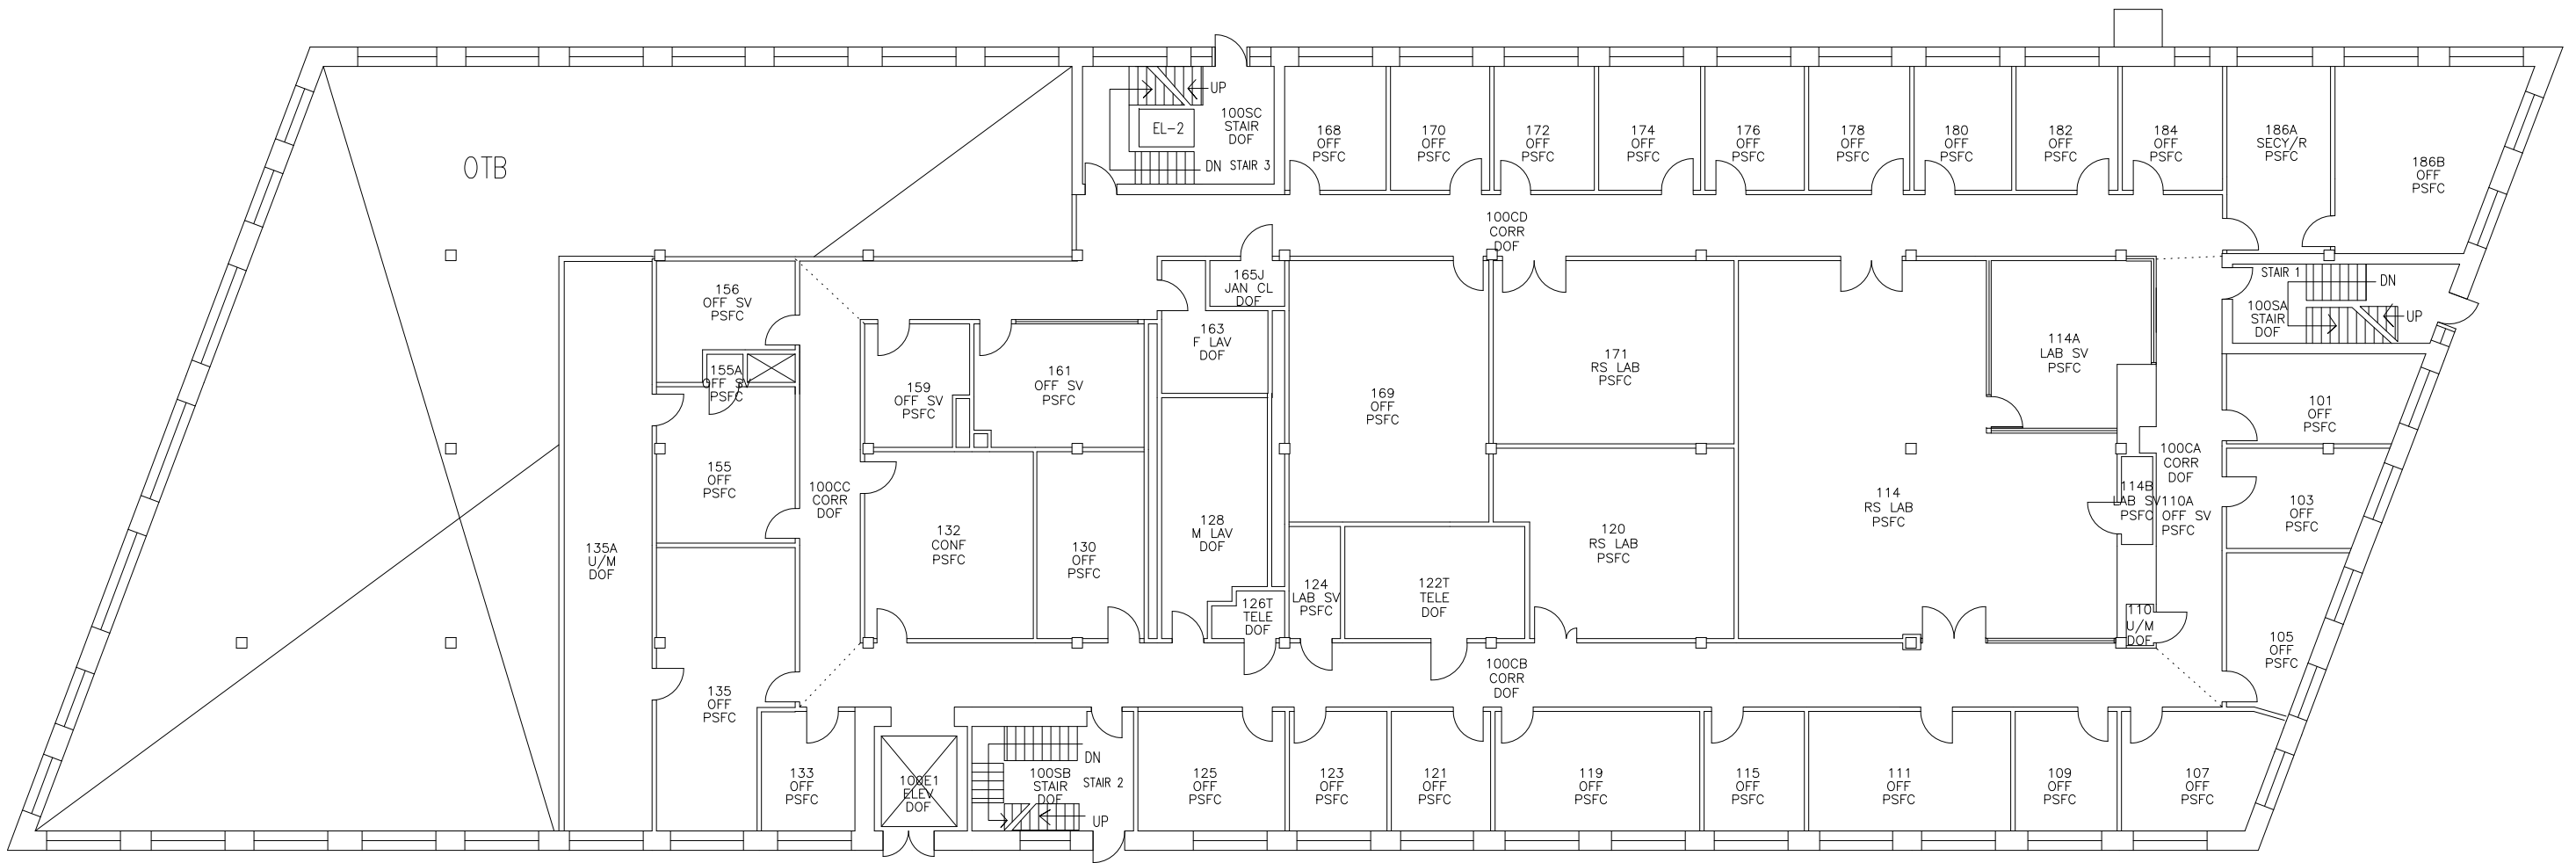 OTB
UP
EL-2
100SC
STAIR
DOF
DN STAIR 3
168
OFF
PSFC
170
OFF
PSFC
172
OFF
PSFC
174
OFF
PSFC
176
OFF
PSFC
178
OFF
PSFC
180
OFF
PSFC
182
OFF
PSFC
184
OFF
PSFC
186A
SECY/R
PSFC
186B
OFF
PSFC
100CD
CORR
DOF
STAIR 1
DN
100SA
STAIR
DOF
UP
156
OFF SV
PSFC
155A
OFF SV
PSFC
165J
JAN CL
DOF
163
F LAV
DOF
159
OFF SV
PSFC
161
OFF SV
PSFC
169
OFF
PSFC
171
RS LAB
PSFC
114A
LAB SV
PSFC
101
OFF
PSFC
155
OFF
PSFC
100CC
CORR
DOF
132
CONF
PSFC
130
OFF
PSFC
128
M LAV
DOF
120
RS LAB
PSFC
114
RS LAB
PSFC
114B
LAB SV
PSFC
110A
OFF SV
PSFC
100CA
CORR
DOF
103
OFF
PSFC
135A
U/M
DOF
124
LAB SV
PSFC
122T
TELE
DOF
126T
TELE
DOF
110
U/M
DOF
105
OFF
PSFC
135
OFF
PSFC
100CB
CORR
DOF
133
OFF
PSFC
100E1
ELEV
DOF
DN
100SB
STAIR
DOF
STAIR 2
UP
125
OFF
PSFC
123
OFF
PSFC
121
OFF
PSFC
119
OFF
PSFC
115
OFF
PSFC
111
OFF
PSFC
109
OFF
PSFC
107
OFF
PSFC